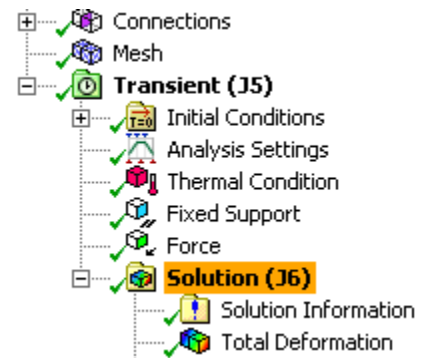 Connections
Mesh
Transient (J5)
T=0
Initial Conditions
Analysis Settings
Thermal Condition
Fixed Support
Force
Solution (J6)
Solution Information
Total Deformation